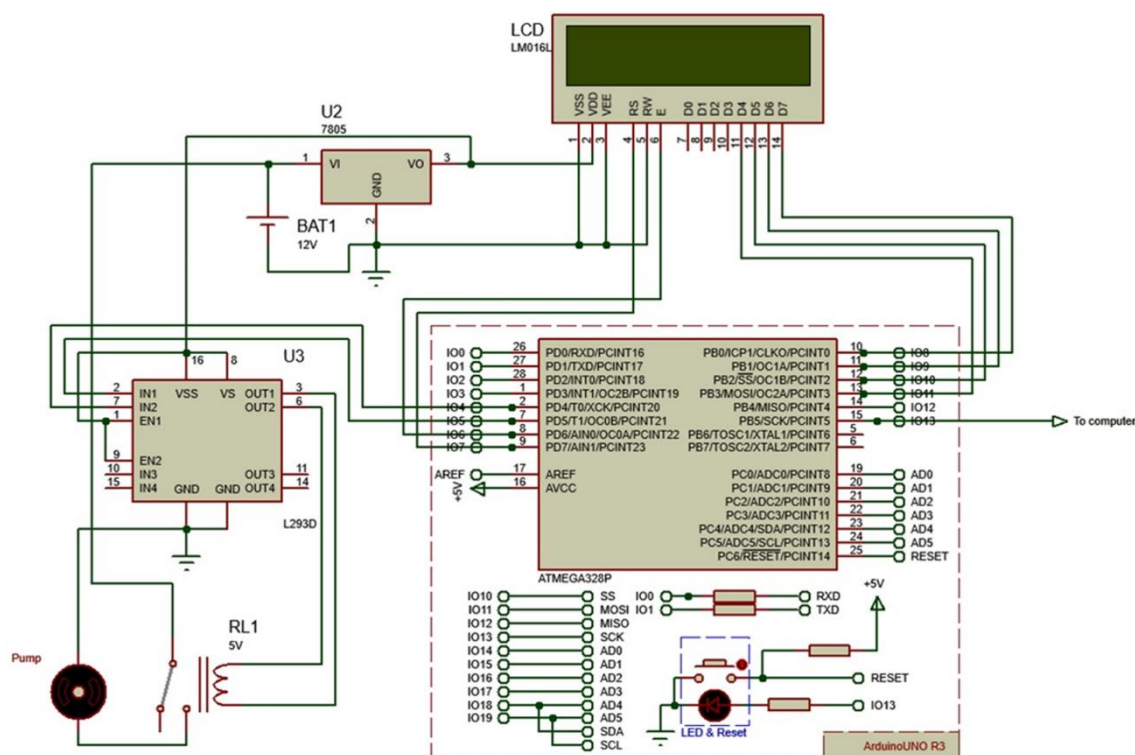 LCD
LM016L
VSS
VDD
VEE
RS
RW
E
D0
D1
D2
D3
D4
D5
D6
D7
1
2
3
4
5
6
7
8
9
10
11
12
13
14
U2
7805
1
VI
VO
3
GND
2
BAT1
12V
U3
16
8
2
IN1
VSS
VS
OUT1
3
7
IN2
OUT2
6
1
EN1
9
EN2
10
IN3
OUT3
11
15
IN4
GND
GND
OUT4
14
L293D
RL1
5V
Pump
IO0
26
PD0/RXD/PCINT16
IO1
27
PD1/TXD/PCINT17
IO2
28
PD2/INT0/PCINT18
IO3
1
PD3/INT1/OC2B/PCINT19
IO4
2
PD4/T0/XCK/PCINT20
IO5
PD5/T1/OC0B/PCINT21
IO6
8
PD6/AIN0/OC0A/PCINT22
IO7
9
PD7/AIN1/PCINT23
AREF
17
AREF
+5V
16
AVCC
PB0/ICP1/CLKO/PCINT0
10
IO8
PB1/OC1A/PCINT1
11
IO9
PB2/SS/OC1B/PCINT2
12
IO10
PB3/MOSI/OC2A/PCINT3
13
IO11
PB4/MISO/PCINT4
14
IO12
PB5/SCK/PCINT5
15
IO13
To computer
PB6/TOSC1/XTAL1/PCINT6
5
PB7/TOSC2/XTAL2/PCINT7
6
PC0/ADC0/PCINT8
19
AD0
PC1/ADC1/PCINT9
20
AD1
PC2/ADC2/PCINT10
21
AD2
PC3/ADC3/PCINT11
22
AD3
PC4/ADC4/SDA/PCINT12
23
AD4
PC5/ADC5/SCL/PCINT13
24
AD5
PC6/RESET/PCINT14
25
RESET
ATMEGA328P
IO10
SS
IO11
MOSI
IO12
MISO
IO13
SCK
IO14
AD0
IO15
AD1
IO16
AD2
IO17
AD3
IO18
AD4
IO19
AD5
SDA
SCL
IO0
RXD
IO1
TXD
+5V
RESET
IO13
LED & Reset
ArduinoUNO R3